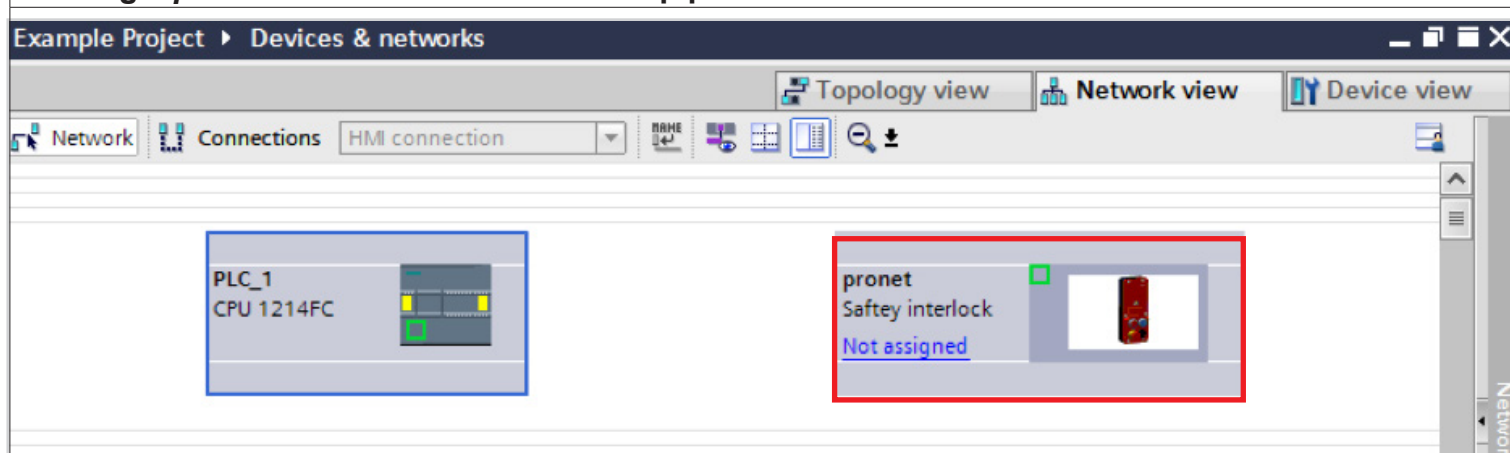 Example Project ▸ Devices & networks
Topology view
Network view
Device view
Network
Connections
HMI connection
NAME
PLC_1
CPU 1214FC
pronet
Saftey interlock
Not assigned